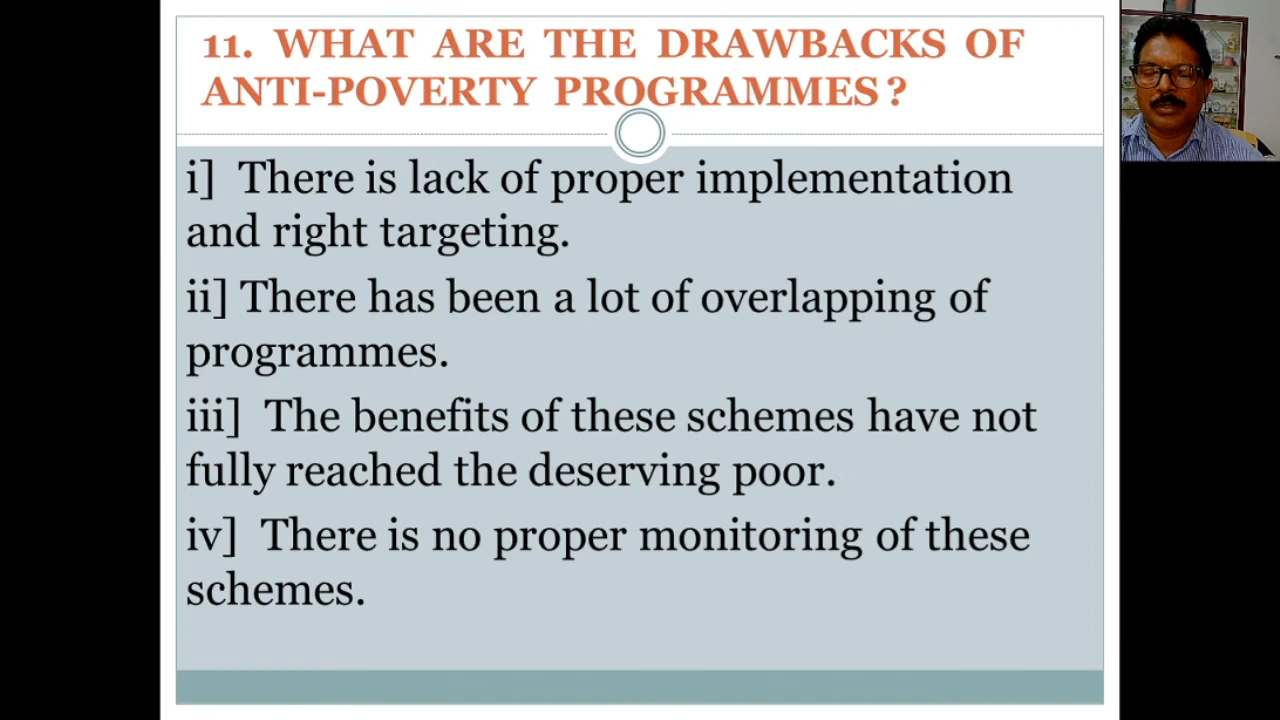 11. WHAT ARE THE DRAWBACKS OF
ANTI-POVERTY PROGRAMMES ?
i] There is lack of proper implementation
and right targeting.
ii] There has been a lot of overlapping of
programmes.
iii] The benefits of these schemes have not
fully reached the deserving poor.
iv] There is no proper monitoring of these
schemes.